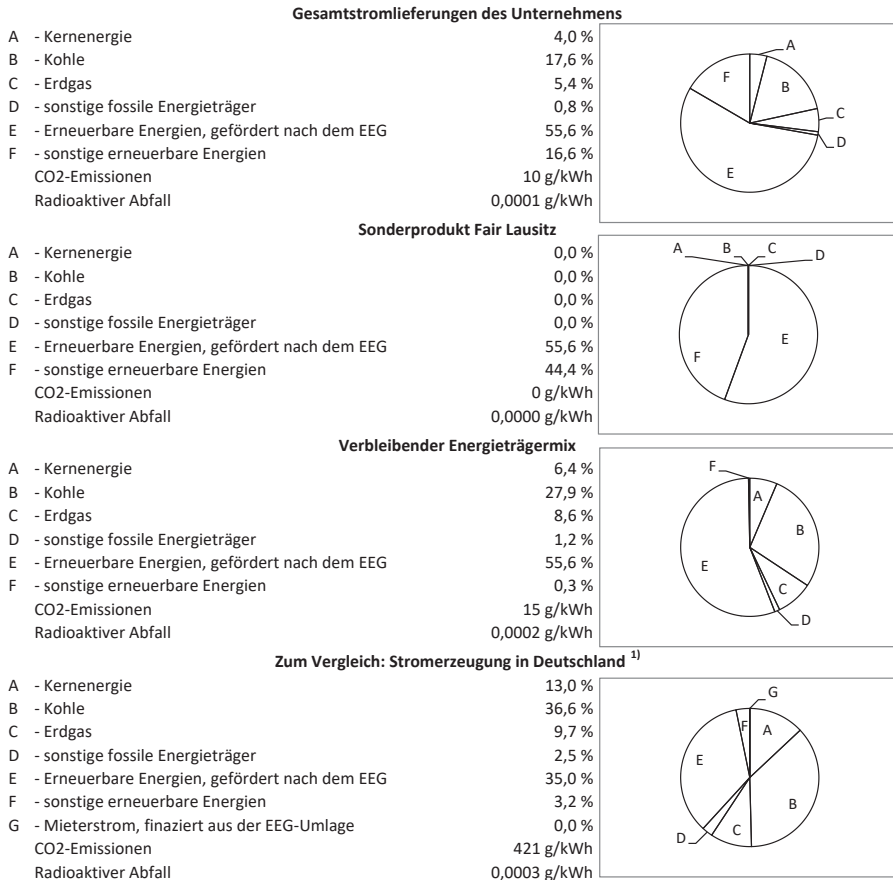 Gesamtstromlieferungen des Unternehmens
A - Kernenergie 4,0 %
B - Kohle 17,6 %
C - Erdgas 5,4 %
D - sonstige fossile Energieträger 0,8 %
E - Erneuerbare Energien, gefördert nach dem EEG 55,6 %
F - sonstige erneuerbare Energien 16,6 %
CO2-Emissionen 10 g/kWh
Radioaktiver Abfall 0,0001 g/kWh
A
F
B
C
D
E
Sonderprodukt Fair Lausitz
A - Kernenergie 0,0 %
B - Kohle 0,0 %
C - Erdgas 0,0 %
D - sonstige fossile Energieträger 0,0 %
E - Erneuerbare Energien, gefördert nach dem EEG 55,6 %
F - sonstige erneuerbare Energien 44,4 %
CO2-Emissionen 0 g/kWh
Radioaktiver Abfall 0,0000 g/kWh
A B C D
E
F
Verbleibender Energieträgermix
A - Kernenergie 6,4 %
B - Kohle 27,9 %
C - Erdgas 8,6 %
D - sonstige fossile Energieträger 1,2 %
E - Erneuerbare Energien, gefördert nach dem EEG 55,6 %
F - sonstige erneuerbare Energien 0,3 %
CO2-Emissionen 15 g/kWh
Radioaktiver Abfall 0,0002 g/kWh
F
A
B
E
C
D
Zum Vergleich: Stromerzeugung in Deutschland 1)
A - Kernenergie 13,0 %
B - Kohle 36,6 %
C - Erdgas 9,7 %
D - sonstige fossile Energieträger 2,5 %
E - Erneuerbare Energien, gefördert nach dem EEG 35,0 %
F - sonstige erneuerbare Energien 3,2 %
G - Mieterstrom, finaziert aus der EEG-Umlage 0,0 %
CO2-Emissionen 421 g/kWh
Radioaktiver Abfall 0,0003 g/kWh
G
F A
E
B
D C